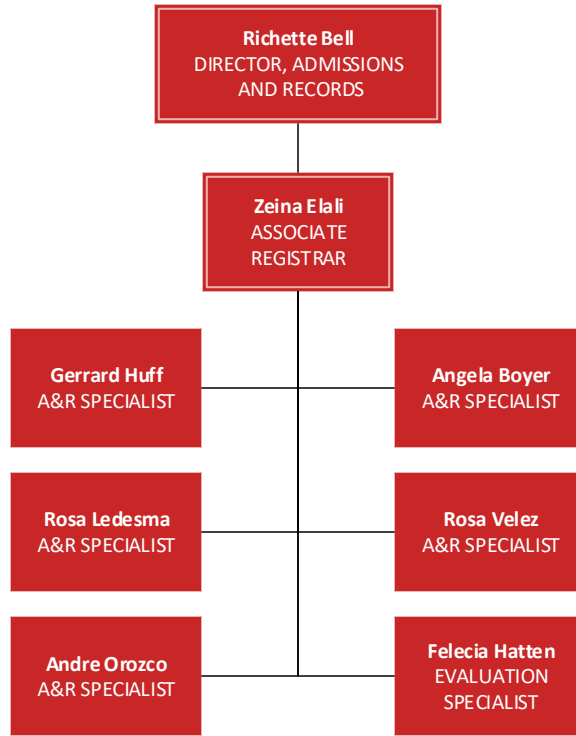 Richette Bell
DIRECTOR, ADMISSIONS
AND RECORDS
Zeina Elali
ASSOCIATE
REGISTRAR
Gerrard Huff
A&R SPECIALIST
Angela Boyer
A&R SPECIALIST
Rosa Ledesma
A&R SPECIALIST
Rosa Velez
A&R SPECIALIST
Andre Orozco
A&R SPECIALIST
Felecia Hatten
EVALUATION
SPECIALIST